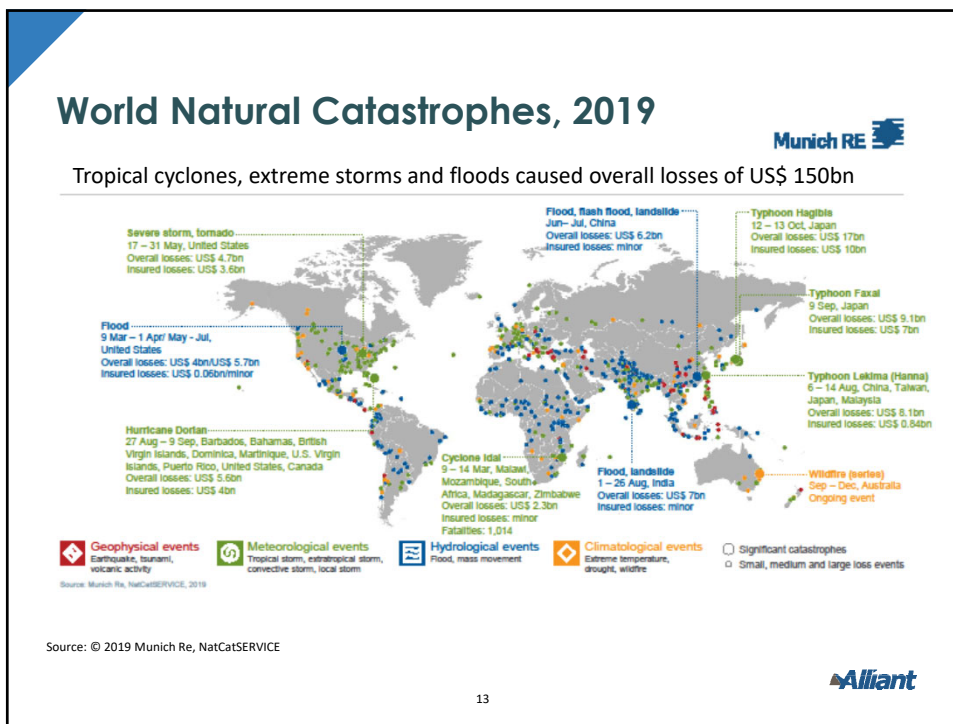 World Natural Catastrophes, 2019
Munich RE
Tropical cyclones, extreme storms and floods caused overall losses of US$ 150bn
Severe storm, tornado
17 – 31 May, United States
Overall losses: US$ 4.7bn
Insured losses: US$ 3.6bn
Flood, flash flood, landslide
Jun– Jul, China
Overall losses: US$ 6.2bn
Insured losses: minor
Typhoon Hagibis
12 – 13 Oct, Japan
Overall losses: US$ 17bn
Insured losses: US$ 10bn
Typhoon Faxai
9 Sep, Japan
Overall losses: US$ 9.1bn
Insured losses: US$ 7bn
Flood
9 Mar – 1 Apr/ May - Jul,
United States
Overall losses: US$ 4bn/US$ 5.7bn
Insured losses: US$ 0.06bn/minor
Typhoon Lekima (Hanna)
6 – 14 Aug, China, Taiwan,
Japan, Malaysia
Overall losses: US$ 8.1bn
Insured losses: US$ 0.84bn
Hurricane Dorian
27 Aug – 9 Sep, Barbados, Bahamas, British
Virgin Islands, Dominica, Martinique, U.S. Virgin
Islands, Puerto Rico, United States, Canada
Overall losses: US$ 5.6bn
Insured losses: US$ 4bn
Cyclone Idai
9 – 14 Mar, Malawi,
Mozambique, South
Africa, Madagascar, Zimbabwe
Overall losses: US$ 2.3bn
Insured losses: minor
Fatalities: 1,014
Flood, landslide
1 – 26 Aug, India
Overall losses: US$ 7bn
Insured losses: minor
Wildfire (series)
Sep – Dec, Australia
Ongoing event
Geophysical events
Earthquake, tsunami,
volcanic activity
Meteorological events
Tropical storm, extratropical storm,
convective storm, local storm
Hydrological events
Flood, mass movement
Climatological events
Extreme temperature,
drought, wildfire
Significant catastrophes
Small, medium and large loss events
Source: Munich Re, NatCatSERVICE, 2019
Source: © 2019 Munich Re, NatCatSERVICE
13
Alliant